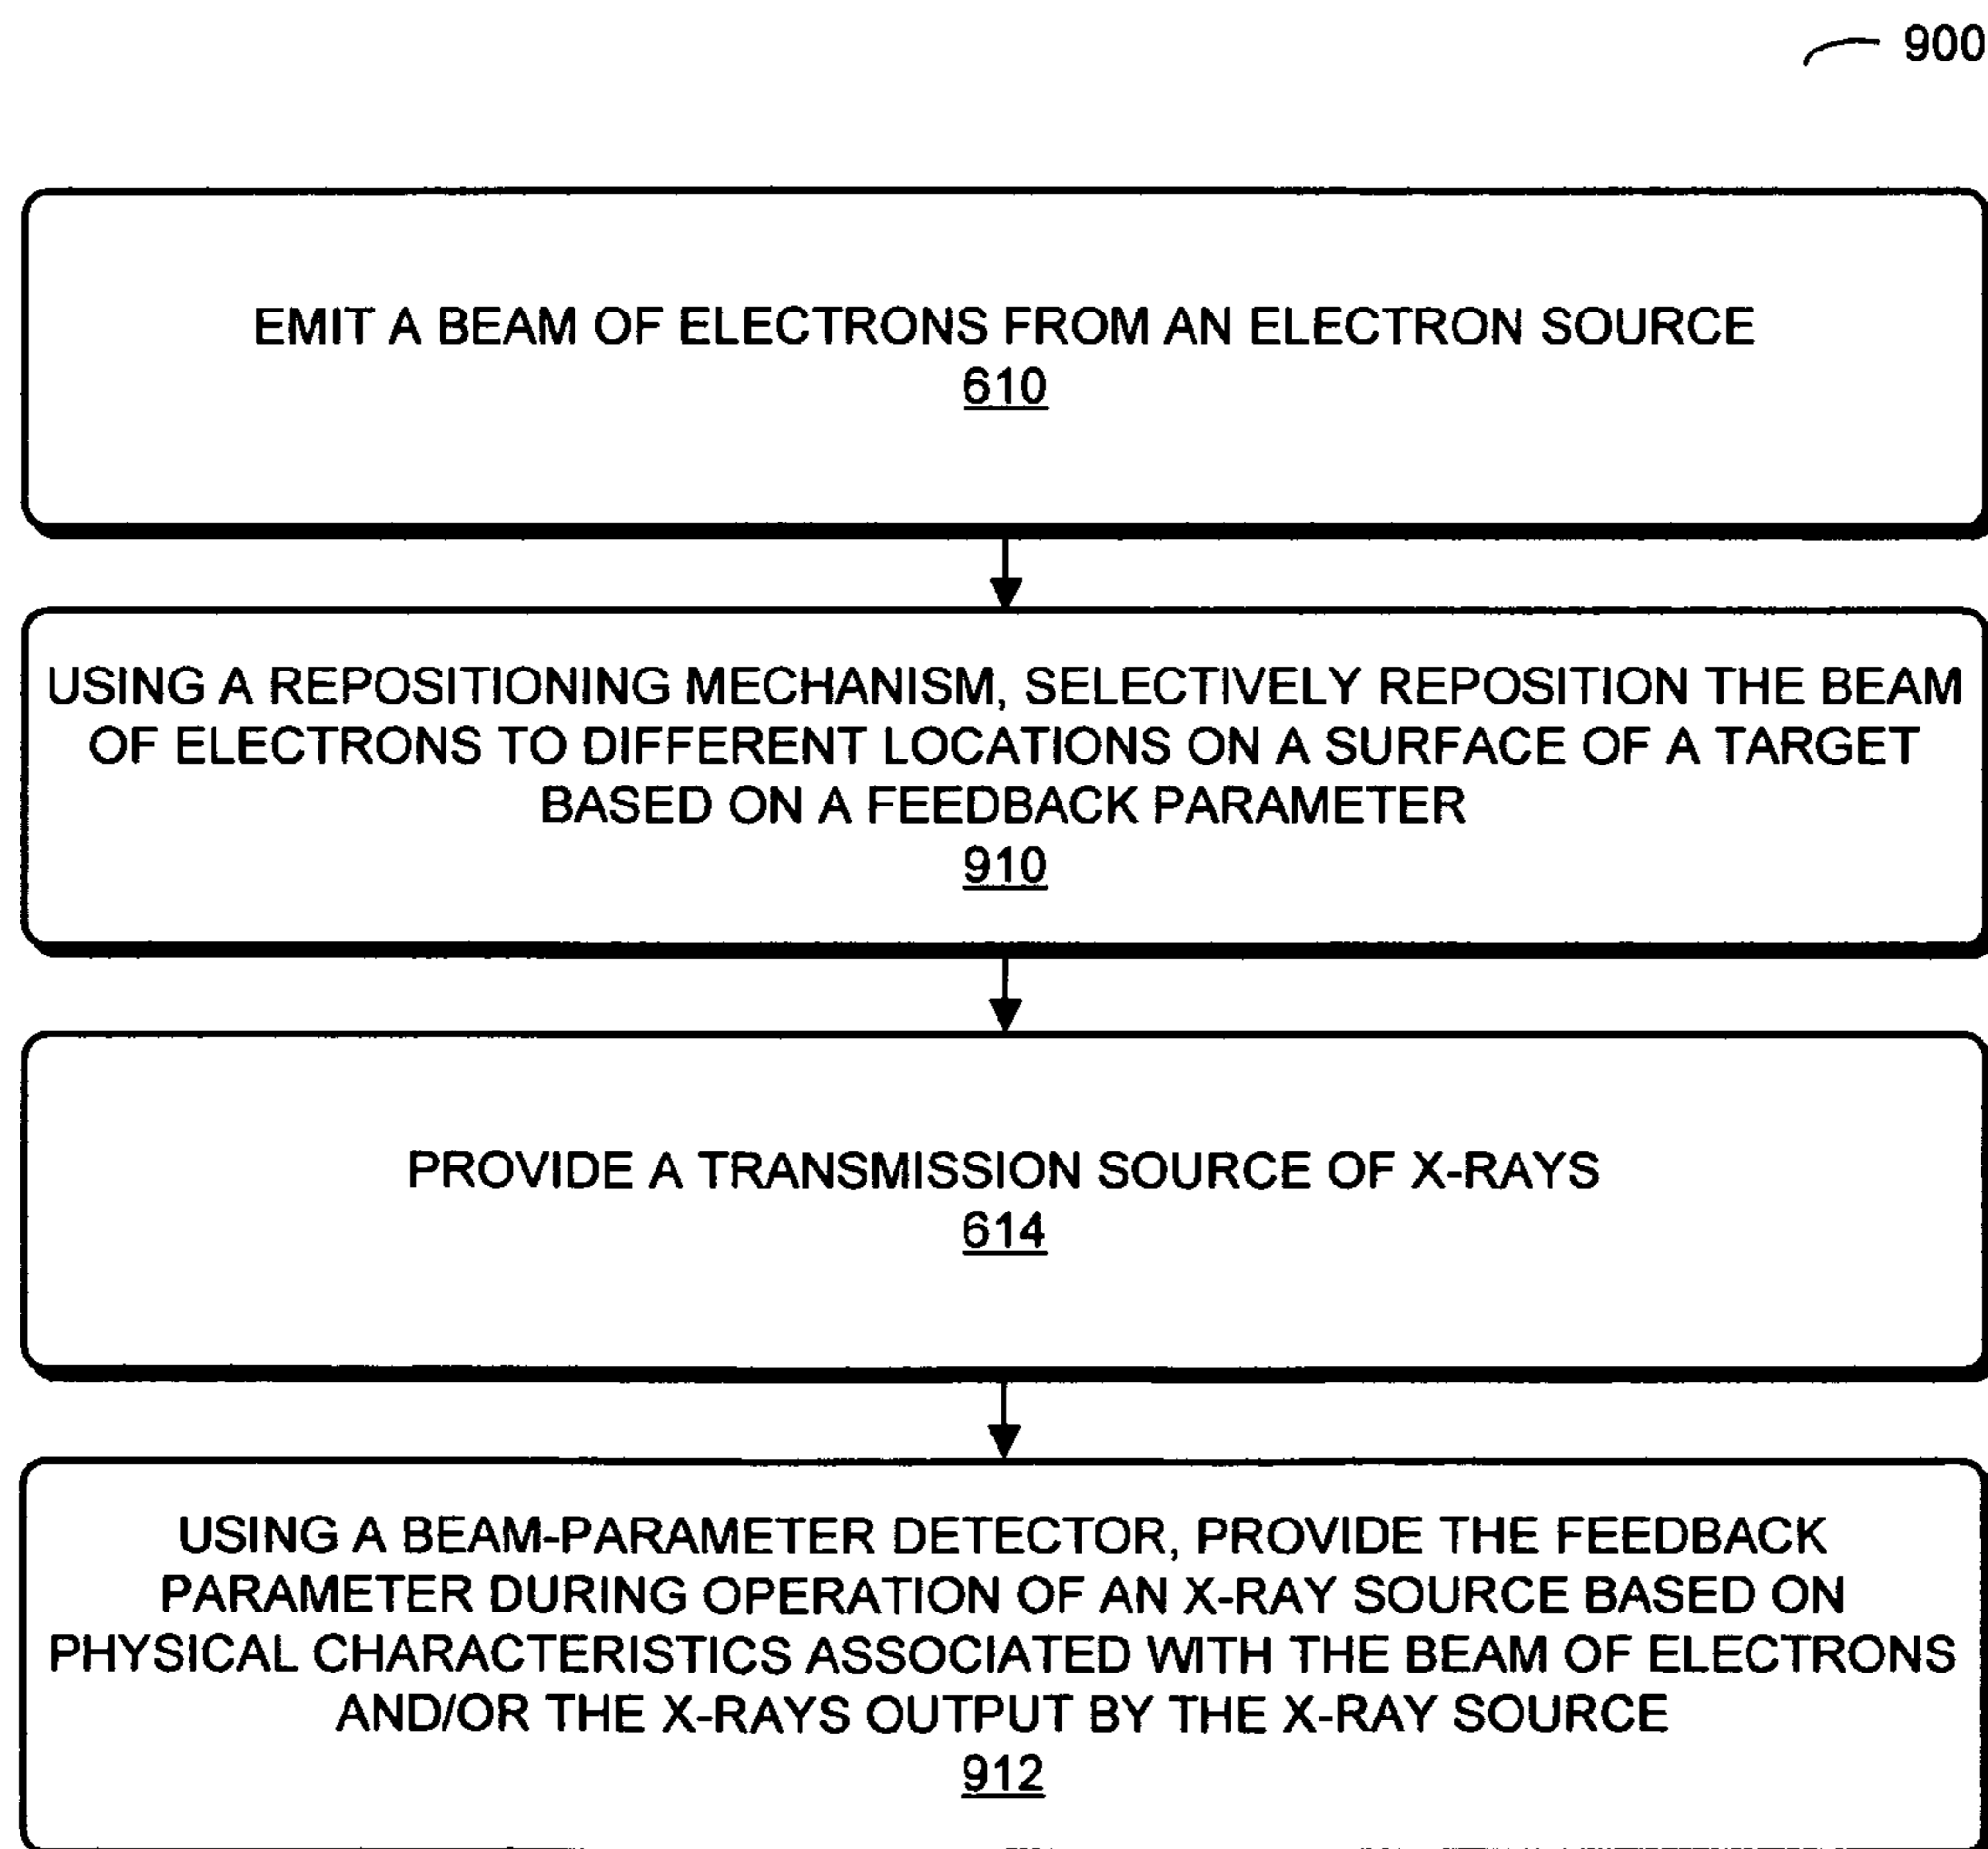 900
EMIT A BEAM OF ELECTRONS FROM AN ELECTRON SOURCE
610
USING A REPOSITIONING MECHANISM, SELECTIVELY REPOSITION THE BEAM
OF ELECTRONS TO DIFFERENT LOCATIONS ON A SURFACE OF A TARGET
BASED ON A FEEDBACK PARAMETER
910
PROVIDE A TRANSMISSION SOURCE OF X-RAYS
614
USING A BEAM-PARAMETER DETECTOR, PROVIDE THE FEEDBACK
PARAMETER DURING OPERATION OF AN X-RAY SOURCE BASED ON
PHYSICAL CHARACTERISTICS ASSOCIATED WITH THE BEAM OF ELECTRONS
AND/OR THE X-RAYS OUTPUT BY THE X-RAY SOURCE
912